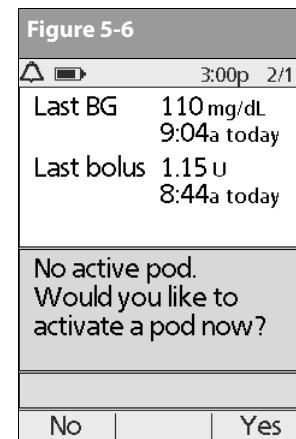 Figure 5-6
3:00p 2/1
Last BG 110 mg/dL
9:04a today
Last bolus 1.15 U
8:44a today
No active pod.
Would you like to
activate a pod now?
No Yes